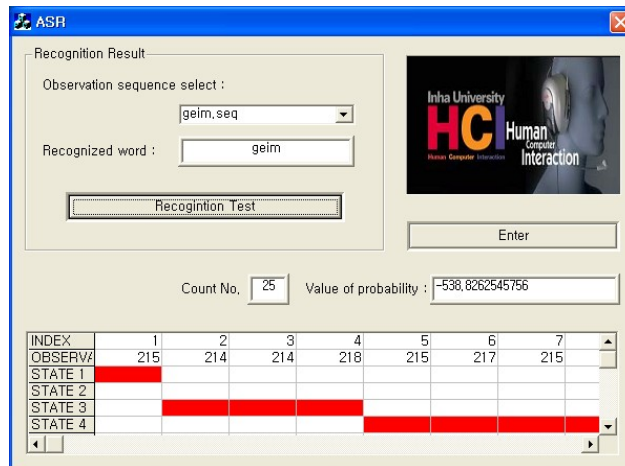 ASR
Recognition Result
Observation sequence select :
geim,seq
Recognized word : geim
Recogintion Test
Inha University
HCI Human
Computer
Interaction
Human Computer Interaction
Enter
Count No, 25 Value of probability : -538,8262545756
INDEX 1 2 3 4 5 6 7
OBSERVA 215 214 214 218 215 217 215
STATE 1
STATE 2
STATE 3
STATE 4